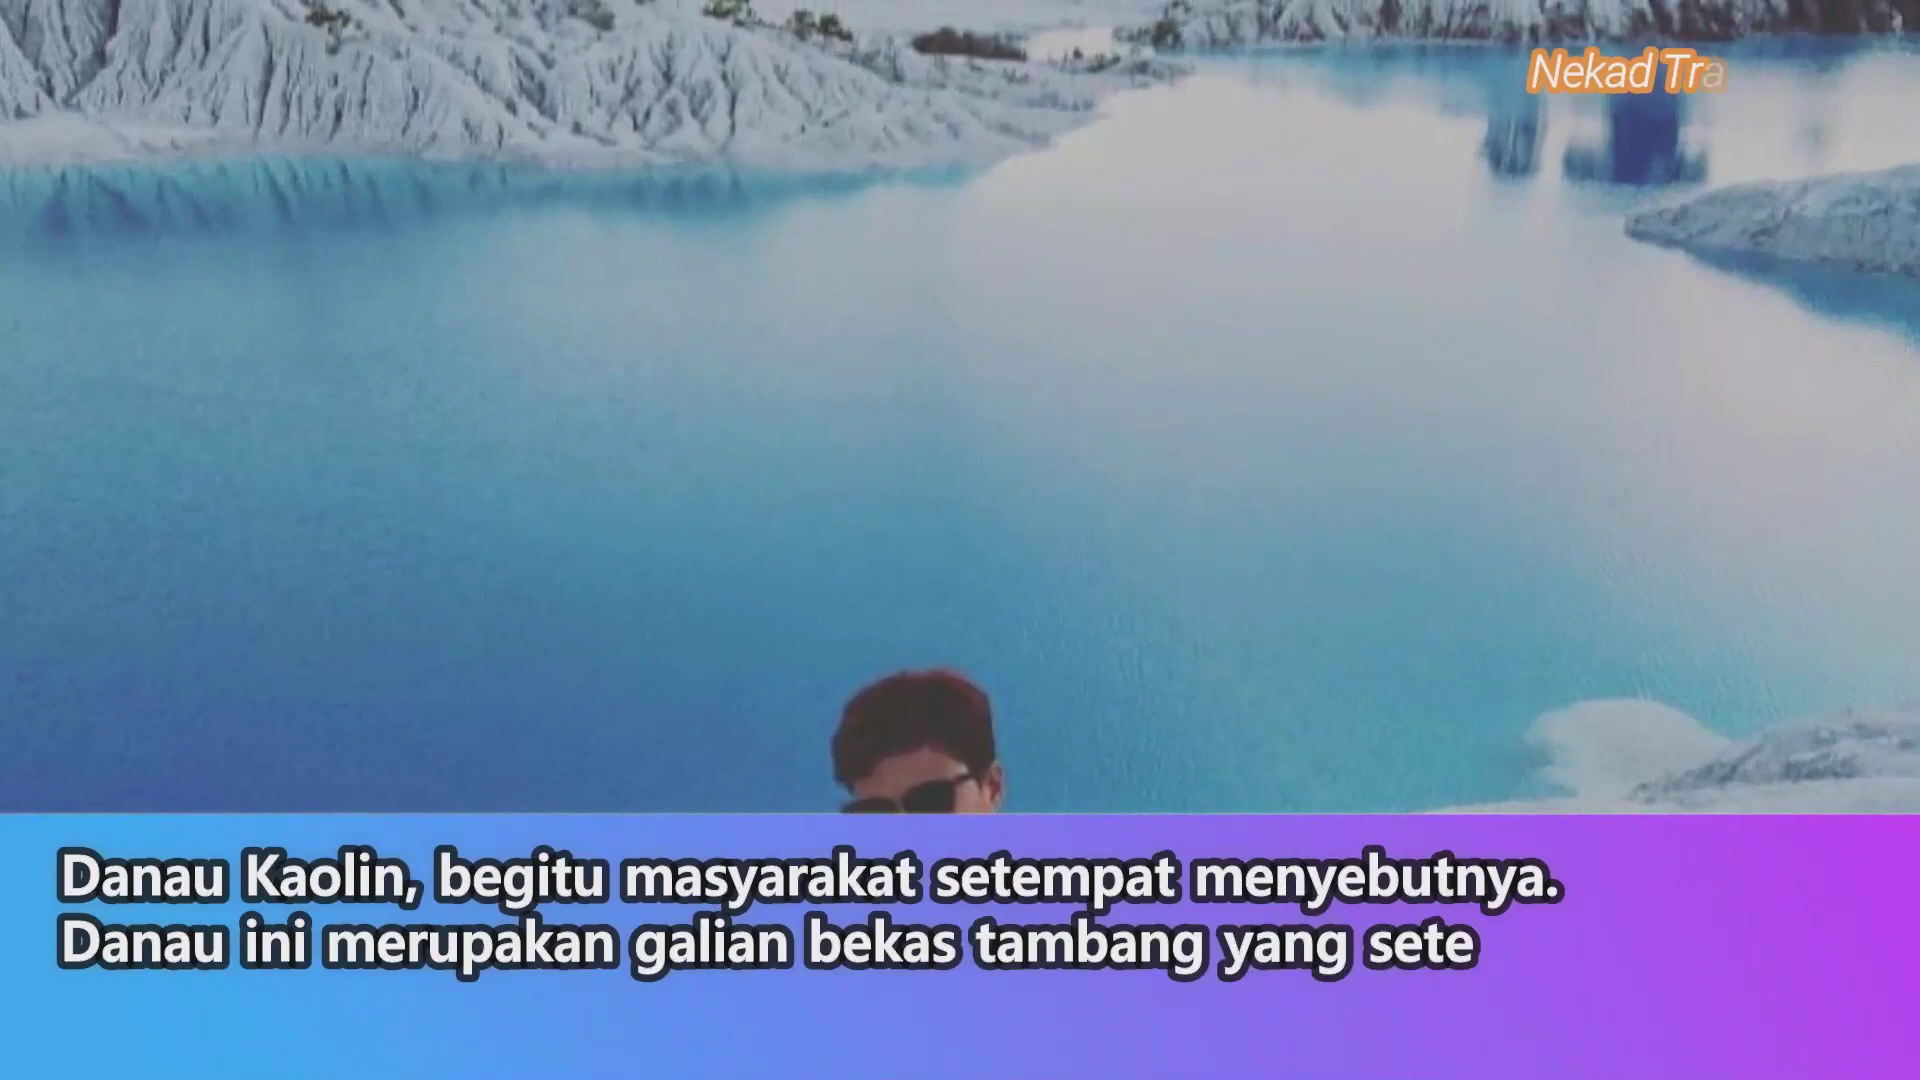 Nekad Tra
Danau Kaolin, begitu masyarakat setempat menyebutnya.
Danau ini merupakan galian bekas tambang yang sete